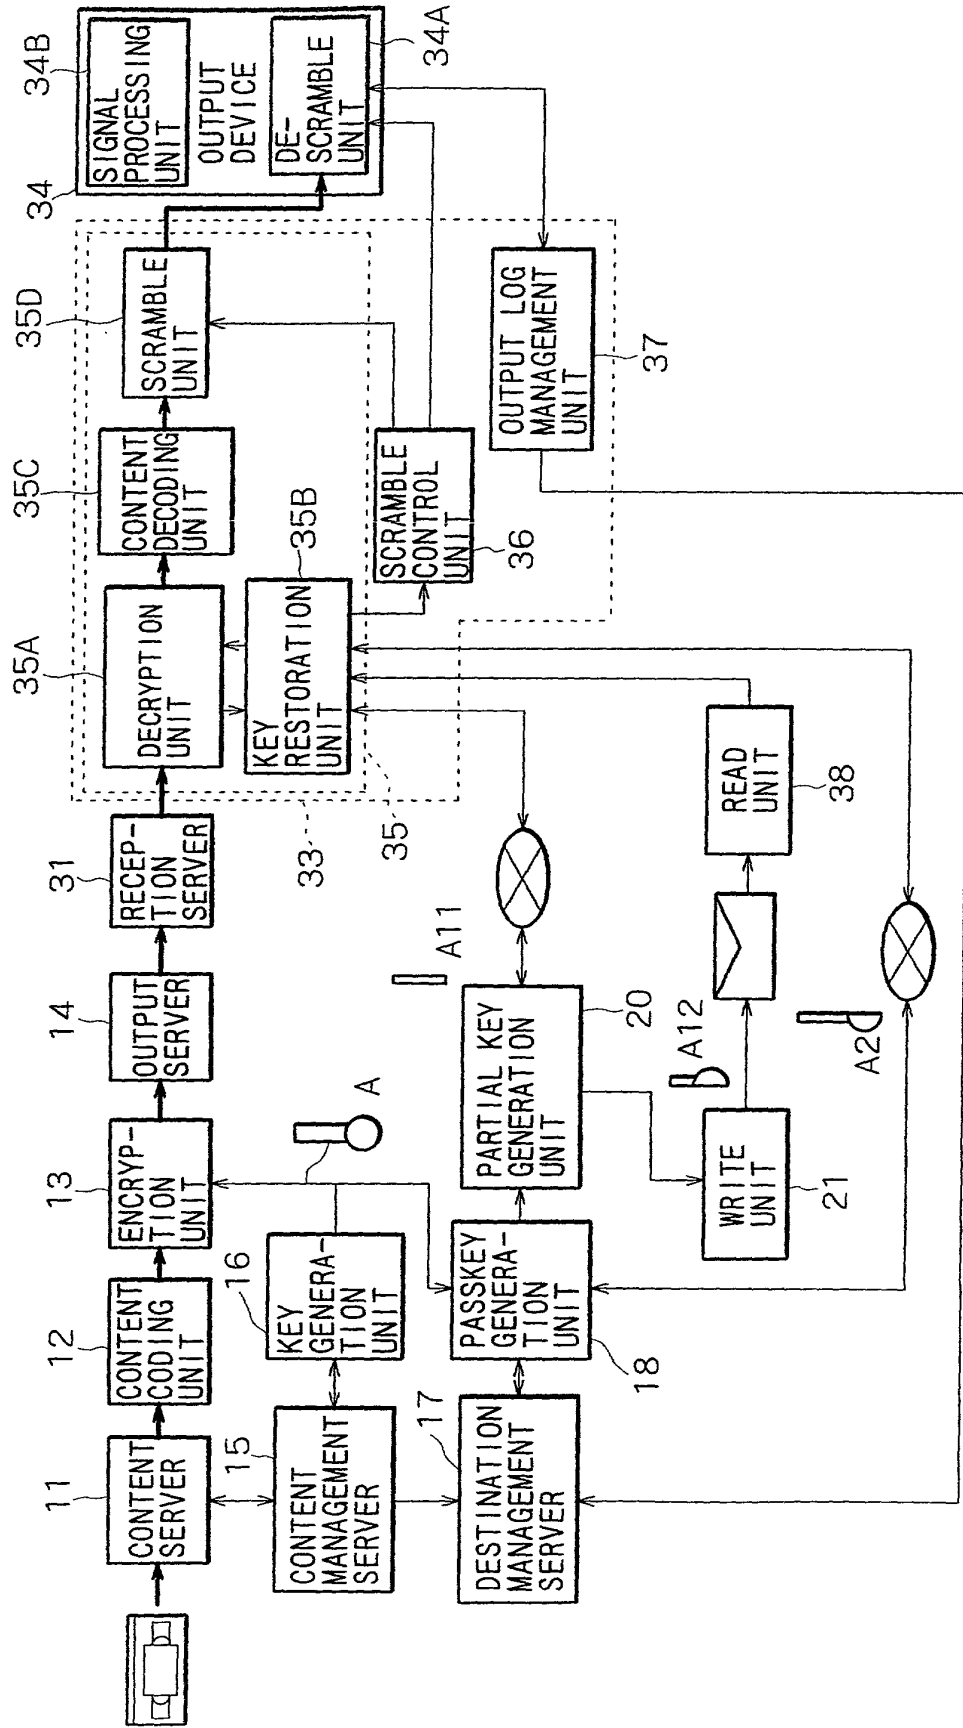 11
CONTENT
SERVER
12
CONTENT
CODING
UNIT
13
ENCRYP-
TION
UNIT
14
OUTPUT
SERVER
31
RECEP-
TION
SERVER
35A
DECRYPTION
UNIT
35C
CONTENT
DECODING
UNIT
35D
SCRAMBLE
UNIT
34
34B
SIGNAL
PROCESSING
UNIT
OUTPUT
DEVICE
DE-
SCRAMBLE
UNIT
34A
15
CONTENT
MANAGEMENT
SERVER
16
KEY
GENERA-
TION
UNIT
A
33
35
KEY
RESTORATION
UNIT
35B
SCRAMBLE
CONTROL
UNIT
36
OUTPUT LOG
MANAGEMENT
UNIT
37
17
DESTINATION
MANAGEMENT
SERVER
PASSKEY
GENERA-
TION
UNIT
18
PARTIAL KEY
GENERATION
UNIT
20
A11
WRITE
UNIT
21
A12
READ
UNIT
38
A2